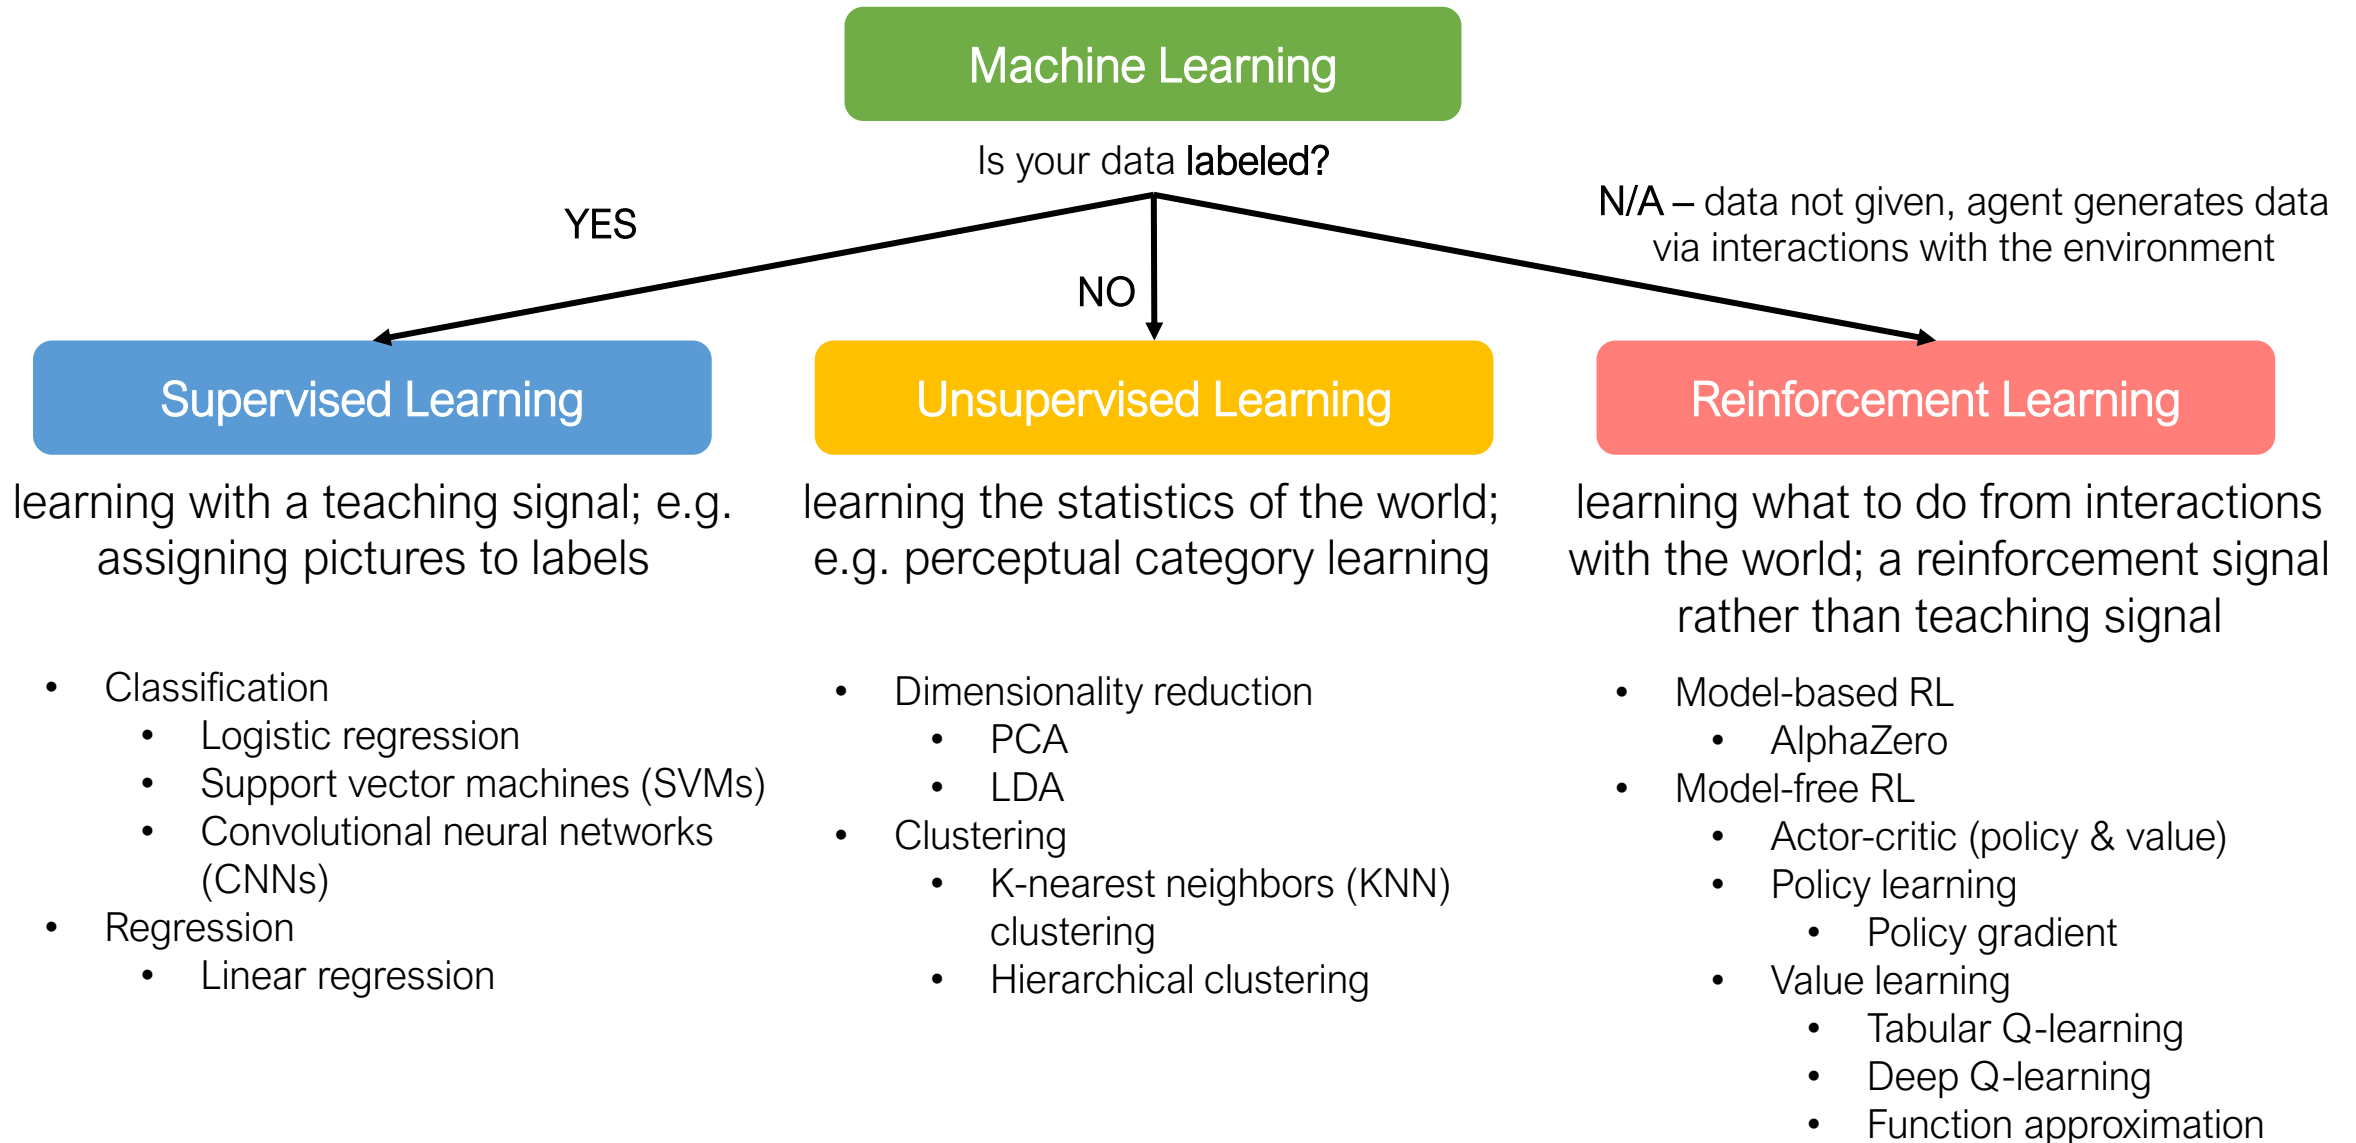 Machine Learning
Is your data labeled?
YES
NO
N/A – data not given, agent generates data
via interactions with the environment
Supervised Learning
learning with a teaching signal; e.g.
assigning pictures to labels
• Classification
• Logistic regression
• Support vector machines (SVMs)
• Convolutional neural networks
(CNNs)
• Regression
• Linear regression
Unsupervised Learning
learning the statistics of the world;
e.g. perceptual category learning
• Dimensionality reduction
• PCA
• LDA
• Clustering
• K-nearest neighbors (KNN)
clustering
• Hierarchical clustering
Reinforcement Learning
learning what to do from interactions
with the world; a reinforcement signal
rather than teaching signal
• Model-based RL
• AlphaZero
• Model-free RL
• Actor-critic (policy & value)
• Policy learning
• Policy gradient
• Value learning
• Tabular Q-learning
• Deep Q-learning
• Function approximation